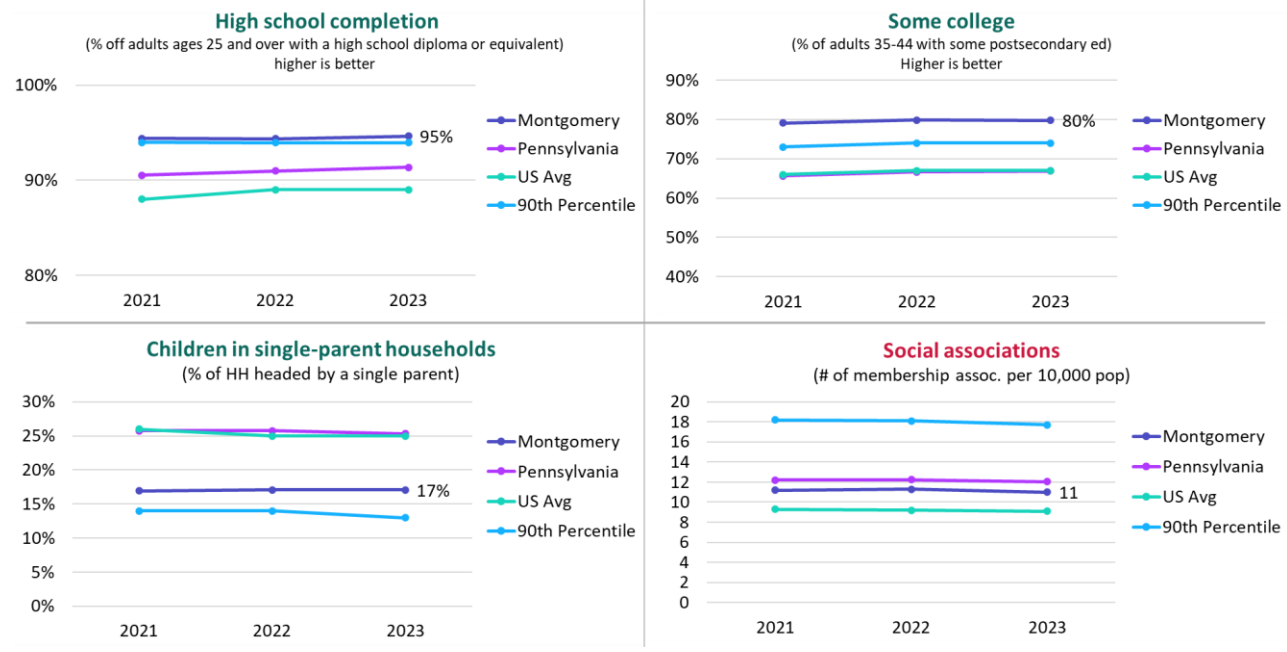 High school completion
(% off adults ages 25 and over with a high school diploma or equivalent)
higher is better
100%
90%
80%
95%
2021 2022 2023
Montgomery
Pennsylvania
US Avg
90th Percentile
Some college
(% of adults 35-44 with some postsecondary ed)
Higher is better
90%
80%
70%
60%
50%
40%
80%
2021 2022 2023
Montgomery
Pennsylvania
US Avg
90th Percentile
Children in single-parent households
(% of HH headed by a single parent)
30%
25%
20%
15%
10%
5%
0%
17%
2021 2022 2023
Montgomery
Pennsylvania
US Avg
90th Percentile
Social associations
(# of membership assoc. per 10,000 pop)
20
18
16
14
12
10
8
6
4
2
0
11
2021 2022 2023
Montgomery
Pennsylvania
US Avg
90th Percentile